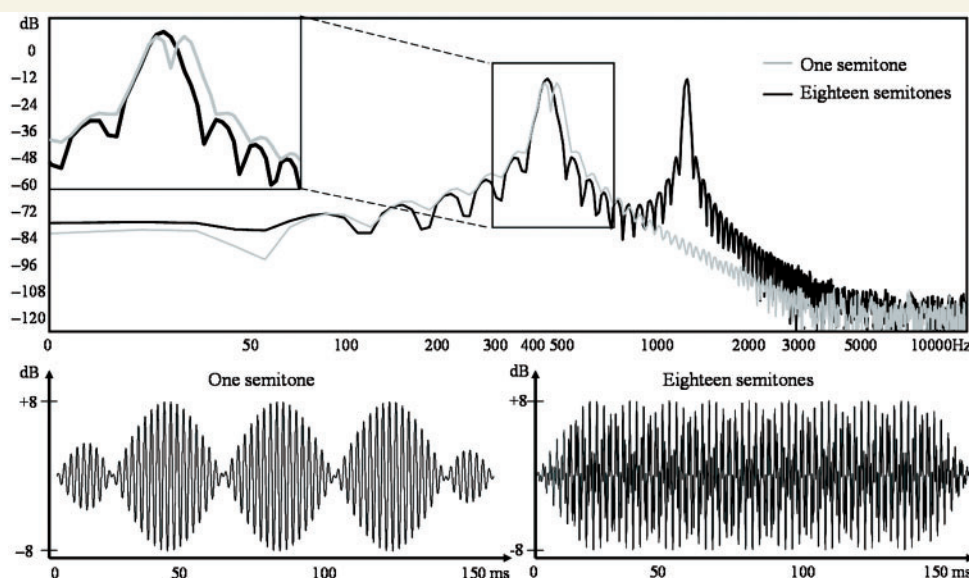 dB
0
−12
−24
−36
−48
−60
−72
−84
−96
−108
−120
One semitone
Eighteen semitones
0 50 100 200 300 400 500 1000 2000 3000 5000 10000Hz
dB
One semitone
+8
−8
0 50 100 150 ms
dB
Eighteen semitones
+8
-8
0 50 100 150 ms